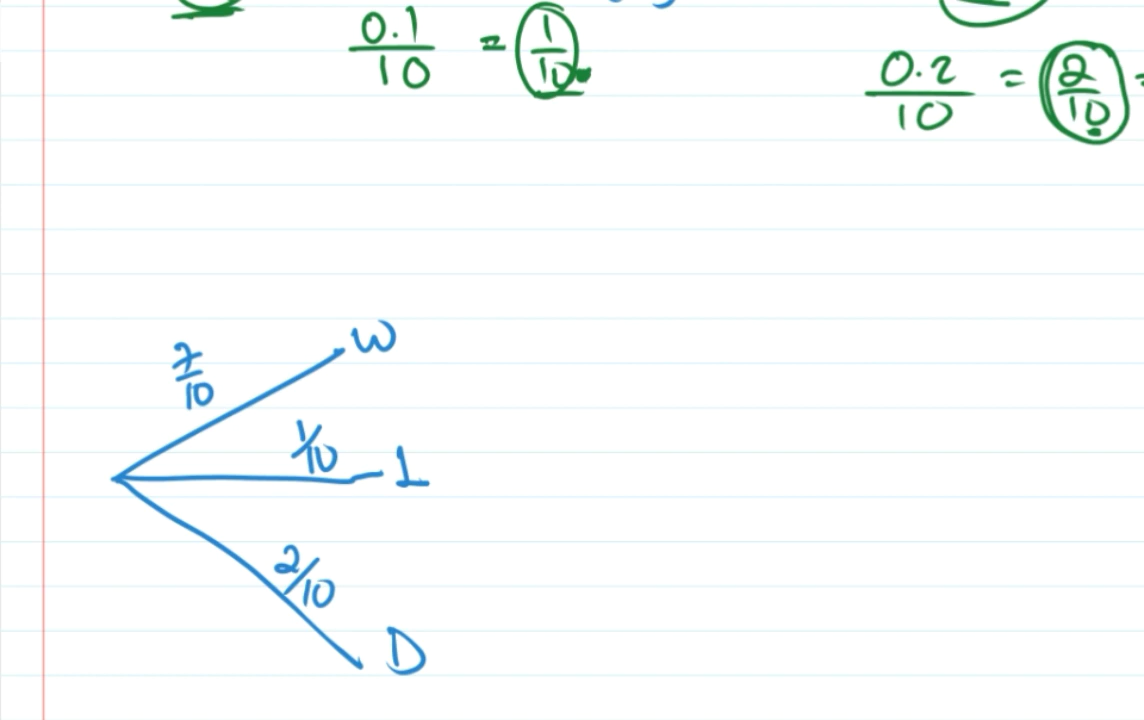 0.1/10 = 1/10
0.2/10 = 2/10 =
7/10 W
1/10 L
2/10 D